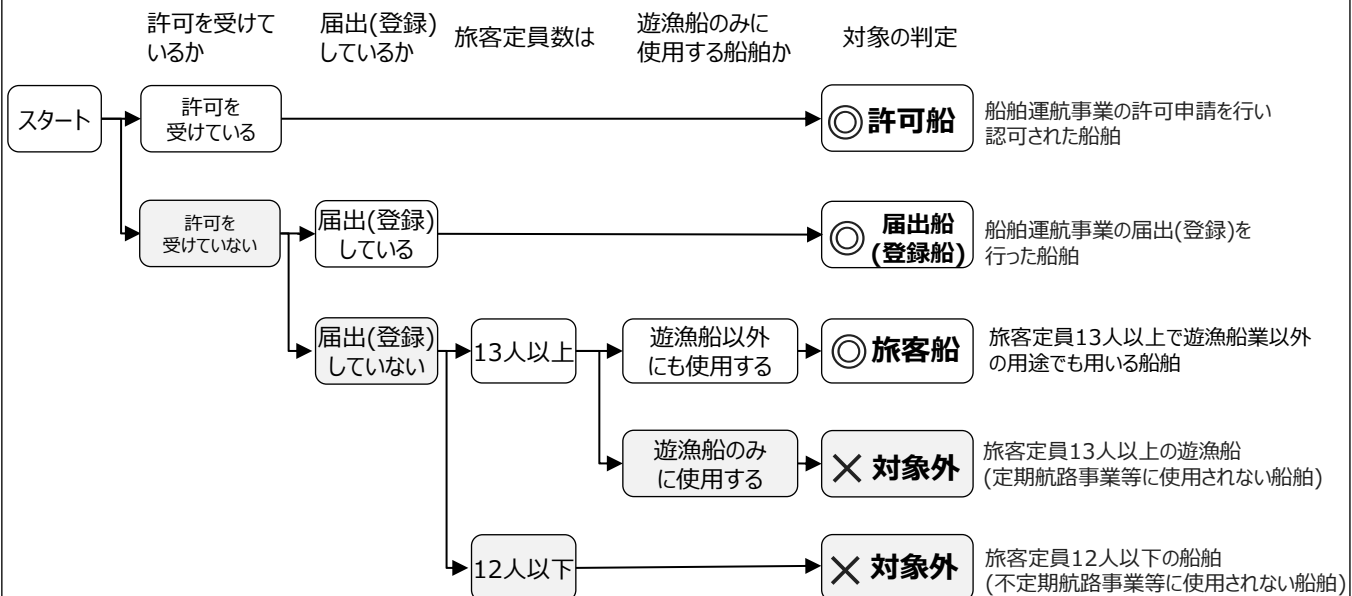 許可を受けて
いるか
届出(登録)
しているか
旅客定員数は
遊漁船のみに
使用する船舶か
対象の判定
スタート
許可を
受けている
◎許可船
船舶運航事業の許可申請を行い
認可された船舶
許可を
受けていない
届出(登録)
している
◎ 届出船
(登録船)
船舶運航事業の届出(登録)を
行った船舶
届出(登録)
していない
13人以上
遊漁船以外
にも使用する
◎旅客船
旅客定員13人以上で遊漁船業以外
の用途でも用いる船舶
遊漁船のみ
に使用する
× 対象外
旅客定員13人以上の遊漁船
(定期航路事業等に使用されない船舶)
12人以下
× 対象外
旅客定員12人以下の船舶
(不定期航路事業等に使用されない船舶)